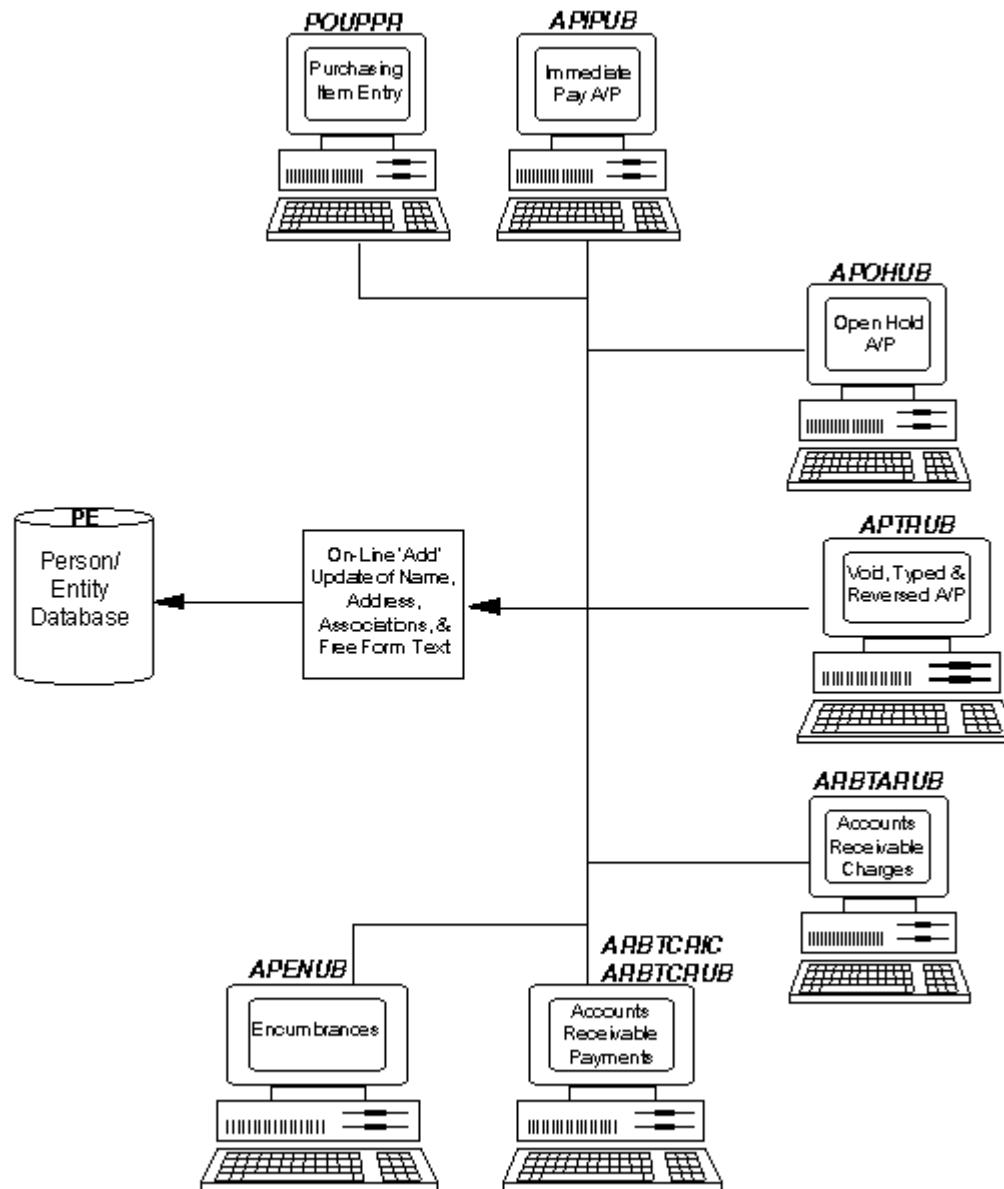 POUPPR
APIPUB
Purchasing
Item Entry
Immediate
Pay A/P
APOHUB
Open Hold
A/P
PE
Person/
Entity
Database
On-Line 'Add'
Update of Name,
Address,
Associations, &
Free Form Text
APTRUB
Void, Typed &
Reversed A/P
ARBTARUB
Accounts
Receivable
Charges
APENUB
Encumbrances
ARBTCRIC
ARBTCRUB
Accounts
Receivable
Payments